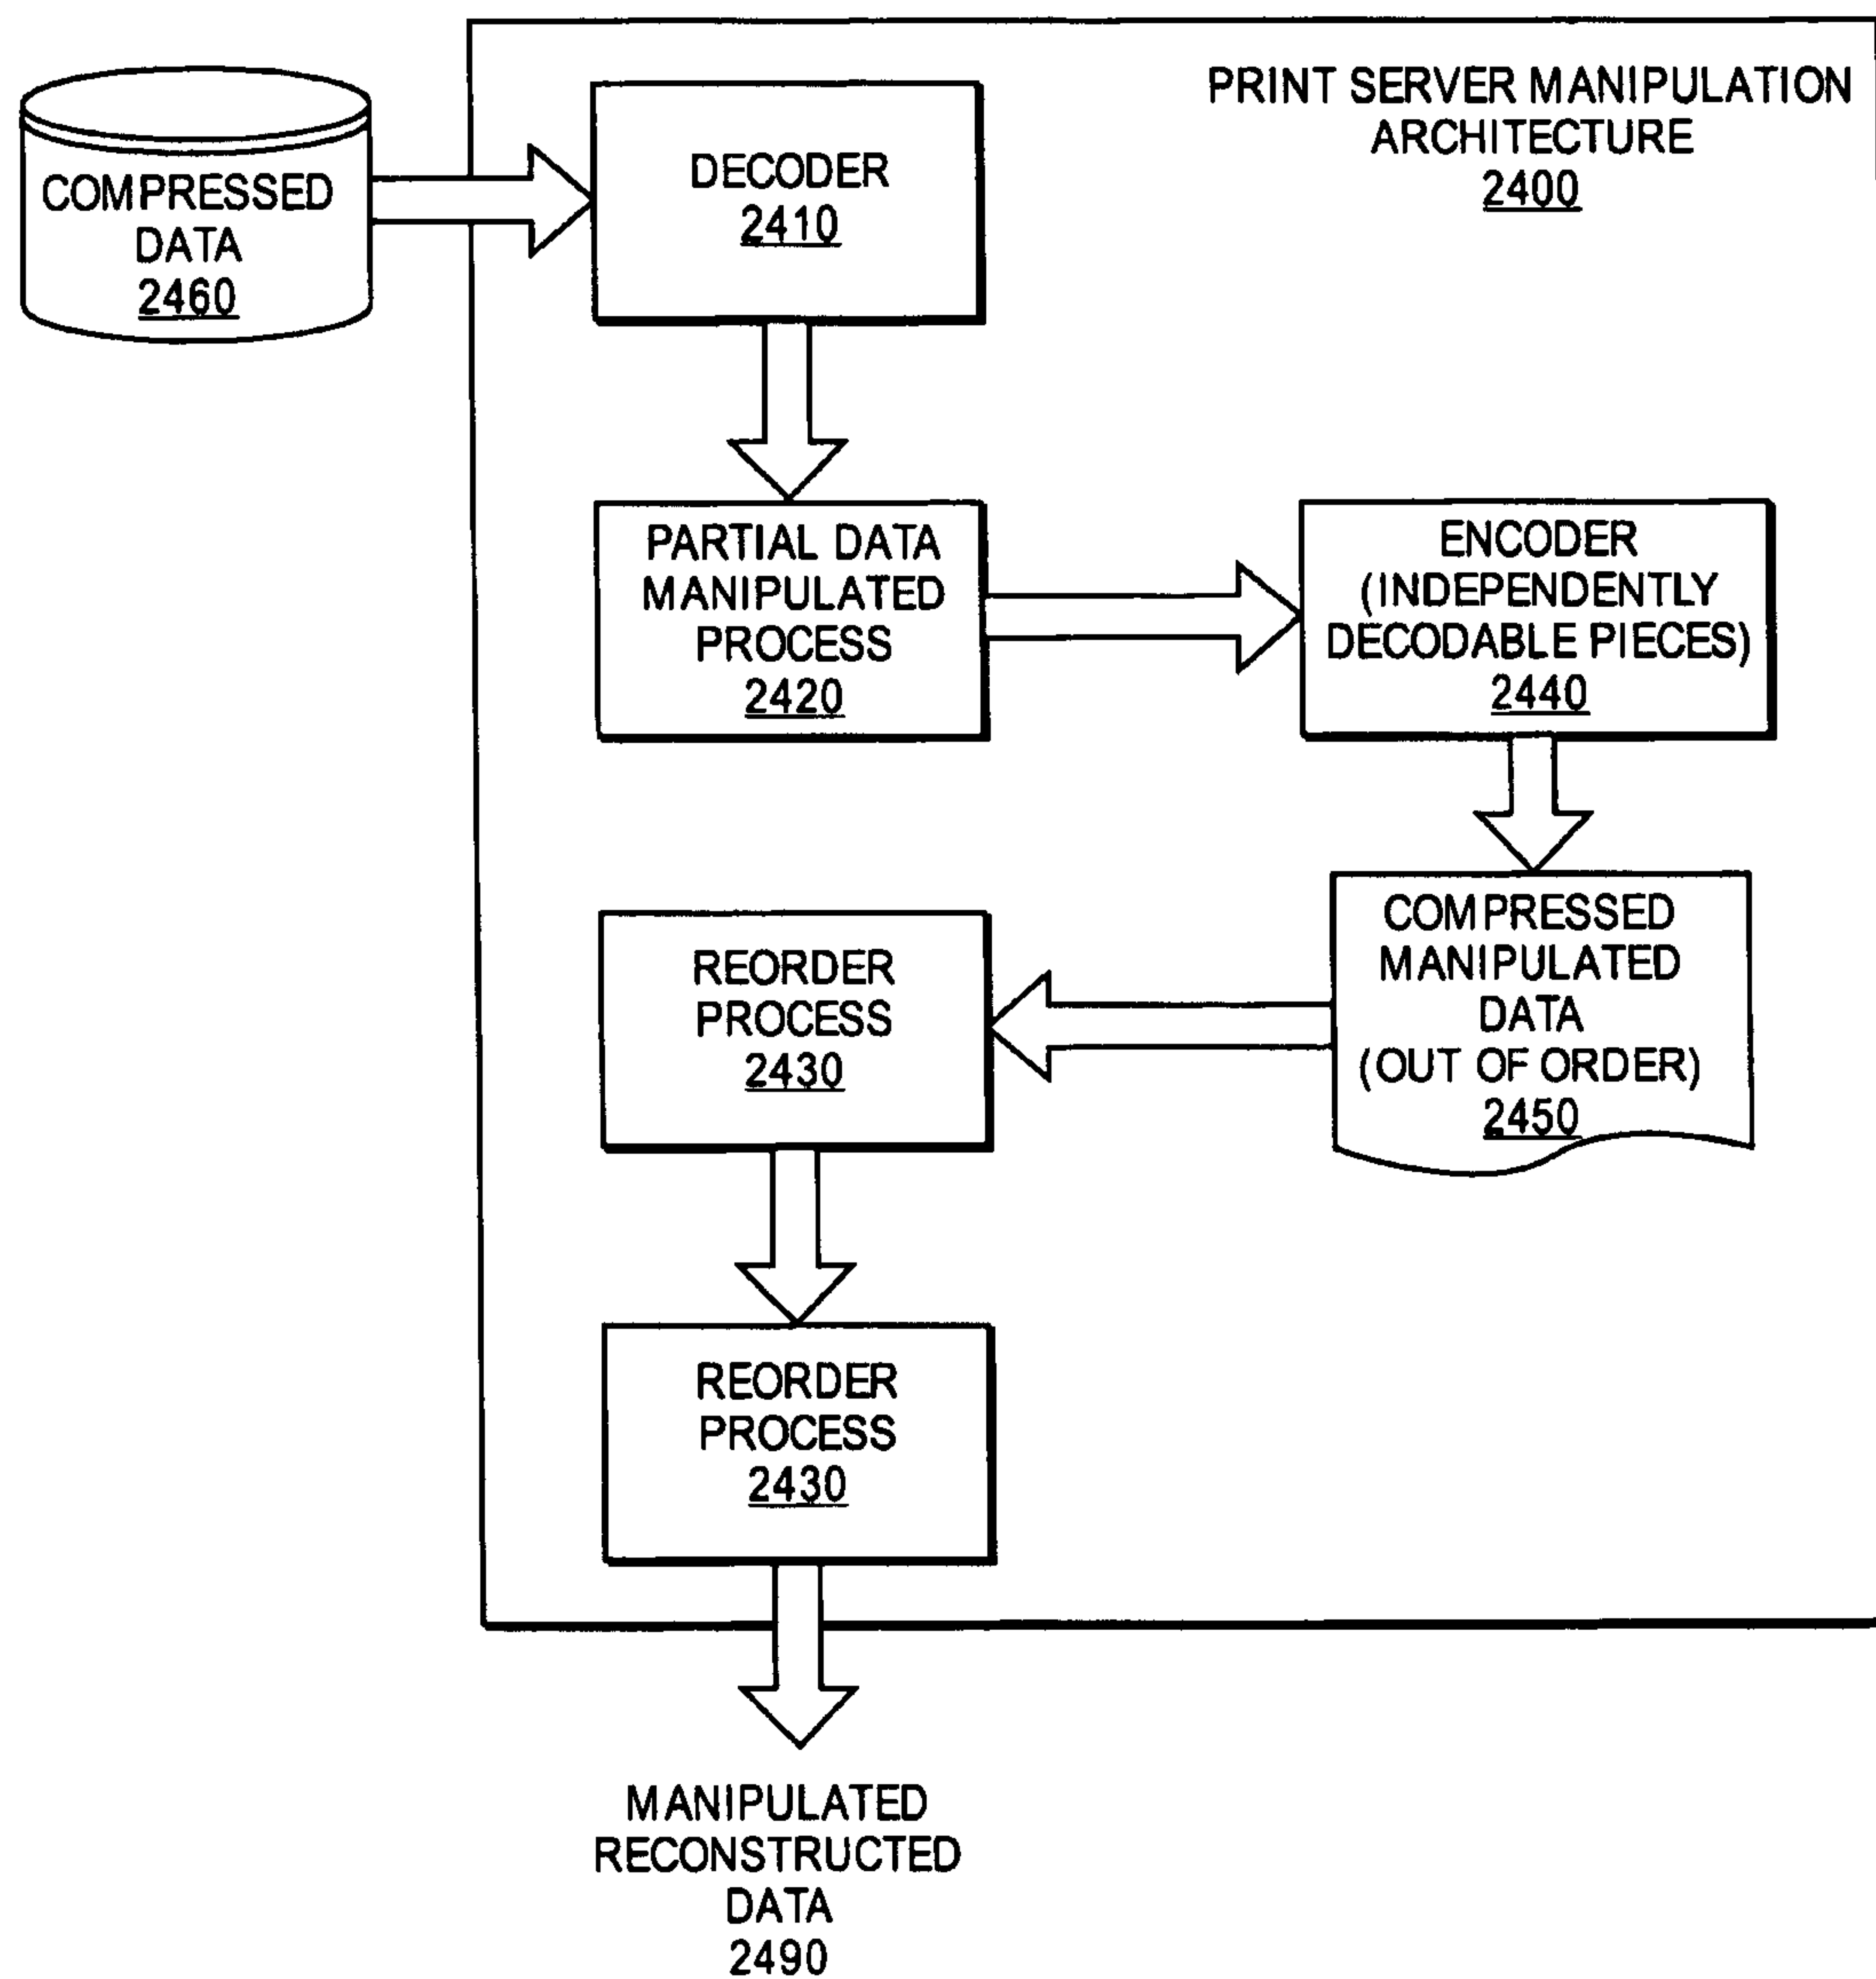 PRINT SERVER MANIPULATION
ARCHITECTURE
2400
COMPRESSED
DATA
2460
DECODER
2410
PARTIAL DATA
MANIPULATED
PROCESS
2420
ENCODER
(INDEPENDENTLY
DECODABLE PIECES)
2440
COMPRESSED
MANIPULATED
DATA
(OUT OF ORDER)
2450
REORDER
PROCESS
2430
REORDER
PROCESS
2430
MANIPULATED
RECONSTRUCTED
DATA
2490